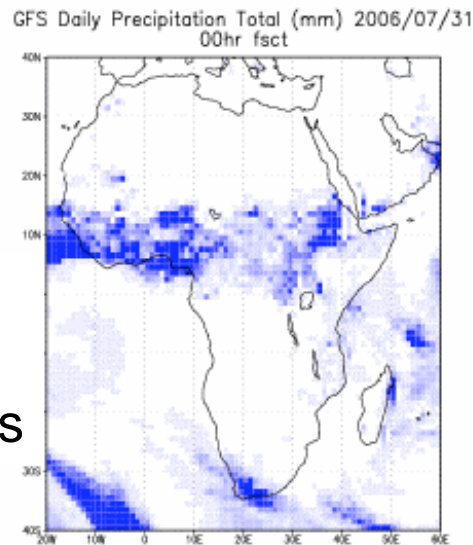 GFS Daily Precipitation Total (mm) 2006/07/31
00hr fsct
40N
30N
20N
10N
s
30S
40S
20W 10W 0 10E 20E 30E 40E 50E 60E